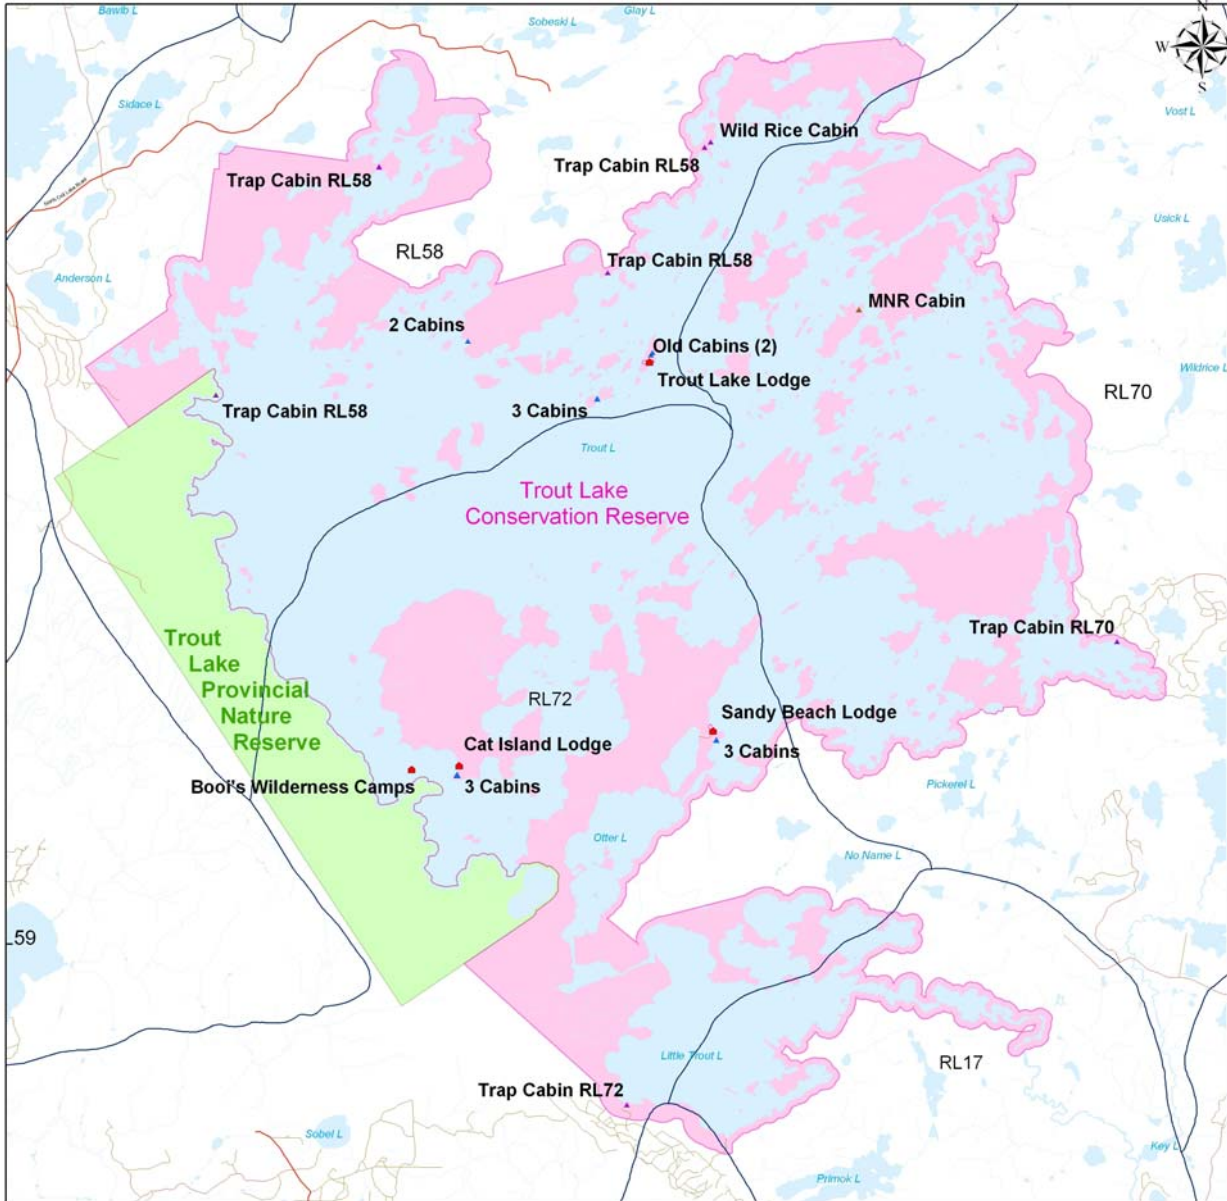 Bawlb L
Sobeski L
Glay L
N
W
S
Sidace L
Vost L
Wild Rice Cabin
Trap Cabin RL58
Trap Cabin RL58
Usick L
RL58
Trap Cabin RL58
Anderson L
MNR Cabin
2 Cabins
Old Cabins (2)
Trout Lake Lodge
Wildrice L
RL70
Trap Cabin RL58
3 Cabins
Trout L
Trout Lake
Conservation Reserve
Trap Cabin RL70
Trout
Lake
Provincial
Nature
Reserve
RL72
Sandy Beach Lodge
3 Cabins
Cat Island Lodge
Booi's Wilderness Camps
3 Cabins
Pickerel L
Otter L
No Name L
59
Little Trout L
RL17
Trap Cabin RL72
Sobel L
Key L
Primok L